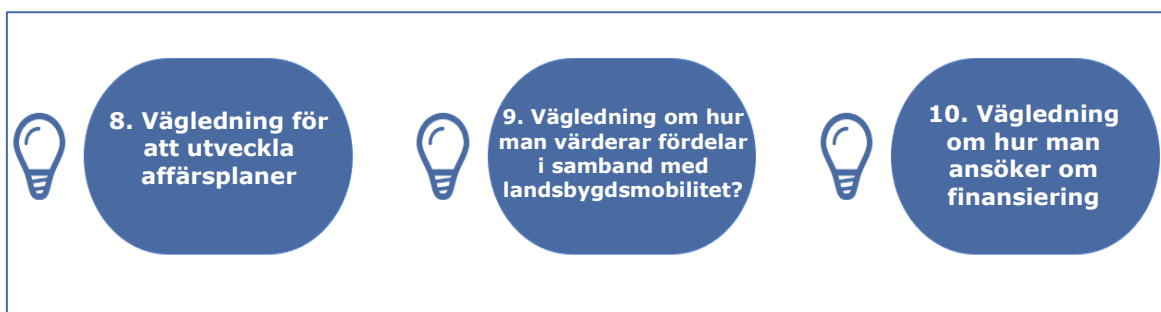 8. Vägledning för
att utveckla
affärsplaner
9. Vägledning om hur
man värderar fördelar
i samband med
landsbygdsmobilitet?
10. Vägledning
om hur man
ansöker om
finansiering